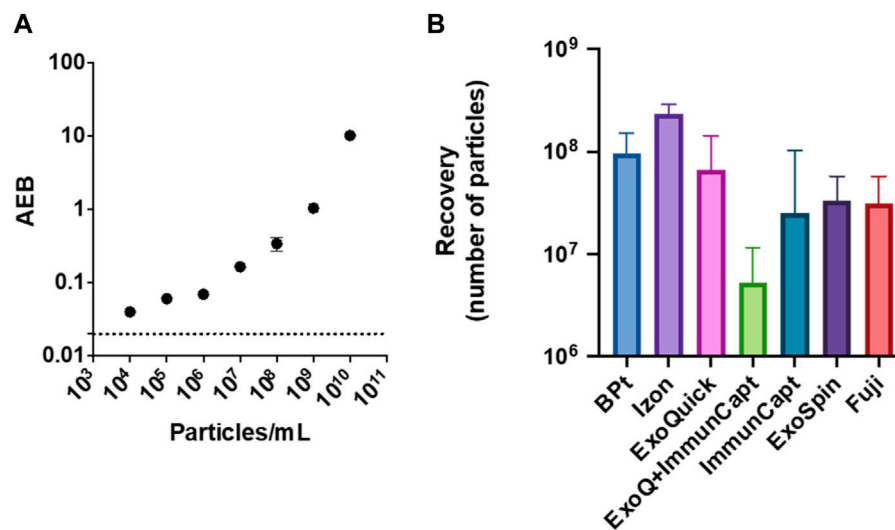 A
AEB
100
10
1
0.1
0.01
10³
10⁴
10⁵
10⁶
10⁷
10⁸
10⁹
10¹⁰
10¹¹
Particles/mL
B
Recovery
(number of particles)
10⁹
10⁸
10⁷
10⁶
BPt
Izon
ExoQuick
ExoQ+ImmunCapt
ImmunCapt
ExoSpin
Fuji